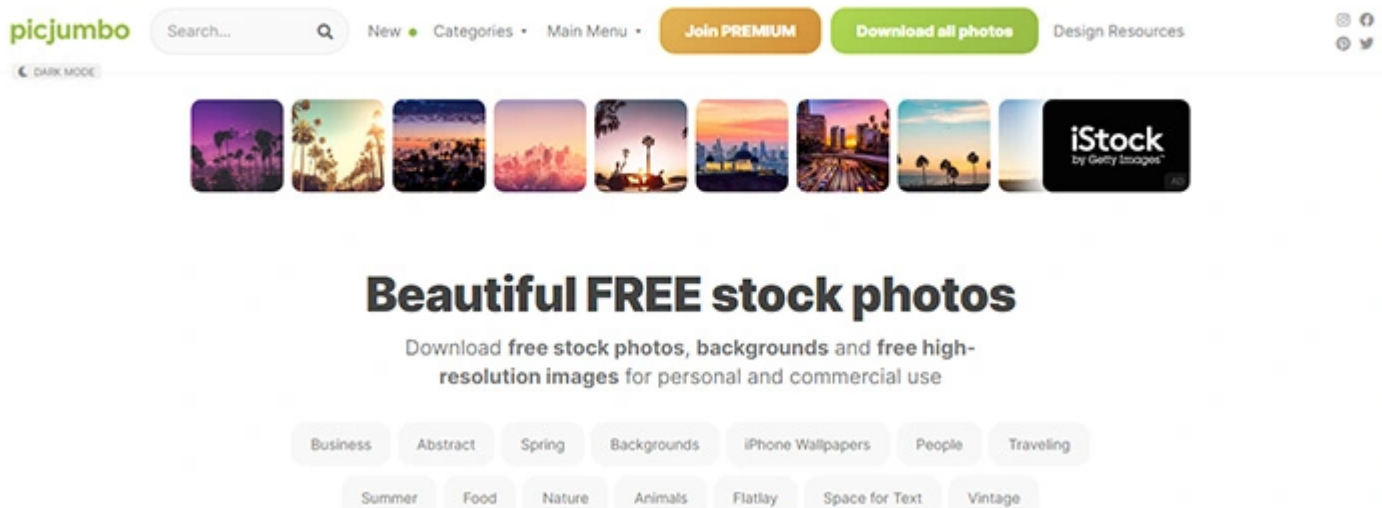 picjumbo
Search...
New
Categories
Main Menu
Join PREMIUM
Download all photos
Design Resources
DARK MODE
iStock
by Getty Images™
AD
Beautiful FREE stock photos
Download free stock photos, backgrounds and free high-
resolution images for personal and commercial use
Business Abstract Spring Backgrounds iPhone Wallpapers People Traveling
Summer Food Nature Animals Flatlay Space for Text Vintage